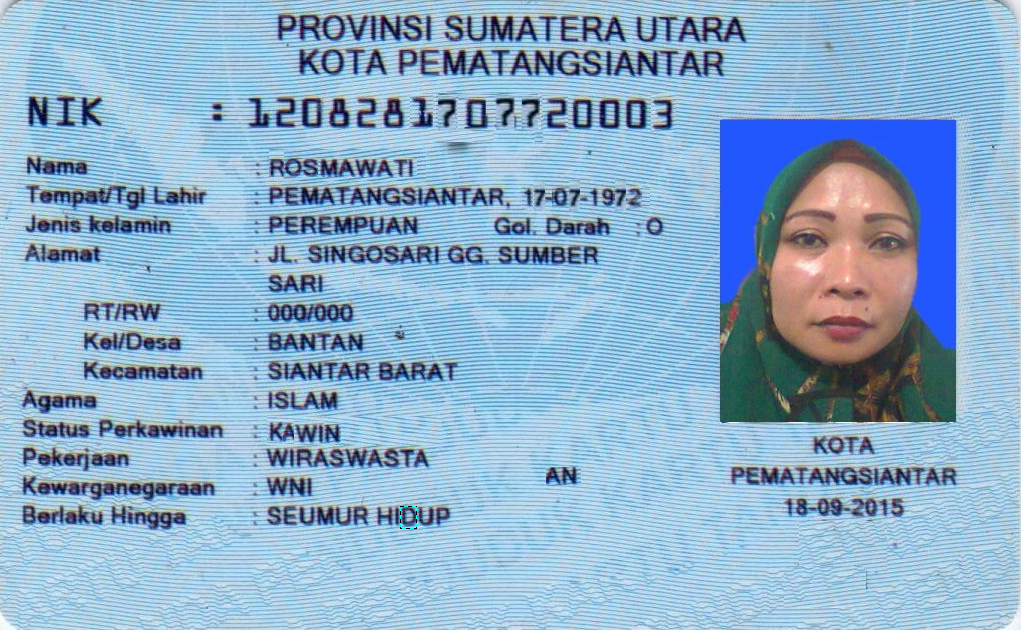 PROVINSI SUMATERA UTARA
KOTA PEMATANGSIANTAR
NIK : 1208281707720003
Nama : ROSMAWATI
Tempat/Tgl Lahir : PEMATANGSIANTAR, 17-07-1972
Jenis kelamin : PEREMPUAN Gol. Darah : O
Alamat : JL. SINGOSARI GG. SUMBER
SARI
RT/RW : 000/000
Kel/Desa : BANTAN
Kecamatan : SIANTAR BARAT
Agama : ISLAM
Status Perkawinan : KAWIN
Pekerjaan : WIRASWASTA
Kewarganegaraan : WNI
Berlaku Hingga : SEUMUR HIDUP
AN
KOTA
PEMATANGSIANTAR
18-09-2015